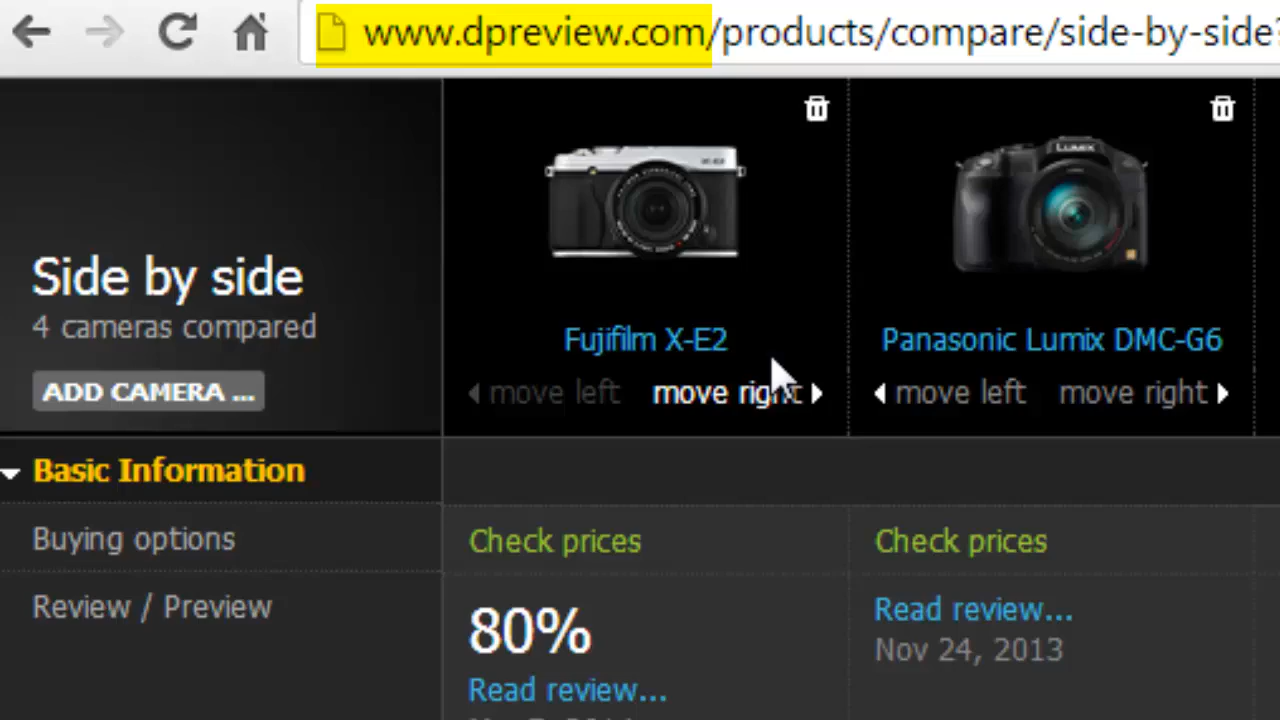 www.dpreview.com/products/compare/side-by-side?
LUMIX
Side by side
4 cameras compared
ADD CAMERA ...
Fujifilm X-E2
move left
move right
Panasonic Lumix DMC-G6
move left
move right
Basic Information
Buying options
Check prices
Check prices
Review / Preview
80%
Read review...
Read review...
Nov 24, 2013